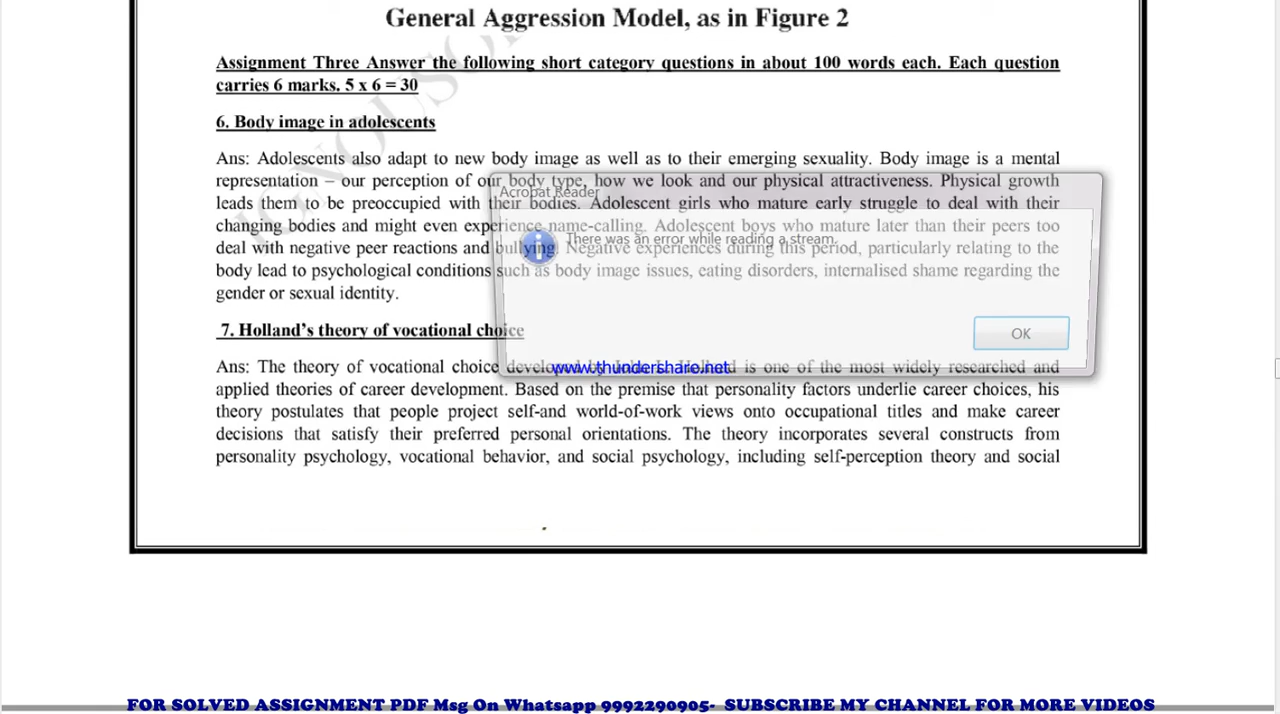 General Aggression Model, as in Figure 2
Assignment Three Answer the following short category questions in about 100 words each. Each question
carries 6 marks. 5 x 6 = 30
6. Body image in adolescents
Ans: Adolescents also adapt to new body image as well as to their emerging sexuality. Body image is a mental
representation – our perception of our body type, how we look and our physical attractiveness. Physical growth
leads them to be preoccupied with their bodies. Adolescent girls who mature early struggle to deal with their
changing bodies and might even experience name-calling. Adolescent boys who mature later than their peers too
deal with negative peer reactions and bullying. Negative experiences during this period, particularly relating to the
body lead to psychological conditions such as body image issues, eating disorders, internalised shame regarding the
gender or sexual identity.
Acrobat Reader
There was an error while reading a stream.
OK
7. Holland's theory of vocational choice
Ans: The theory of vocational choice developed is one of the most widely researched and
www.thundershare.net
applied theories of career development. Based on the premise that personality factors underlie career choices, his
theory postulates that people project self-and world-of-work views onto occupational titles and make career
decisions that satisfy their preferred personal orientations. The theory incorporates several constructs from
personality psychology, vocational behavior, and social psychology, including self-perception theory and social
FOR SOLVED ASSIGNMENT PDF Msg On Whatsapp 9992290905- SUBSCRIBE MY CHANNEL FOR MORE VIDEOS